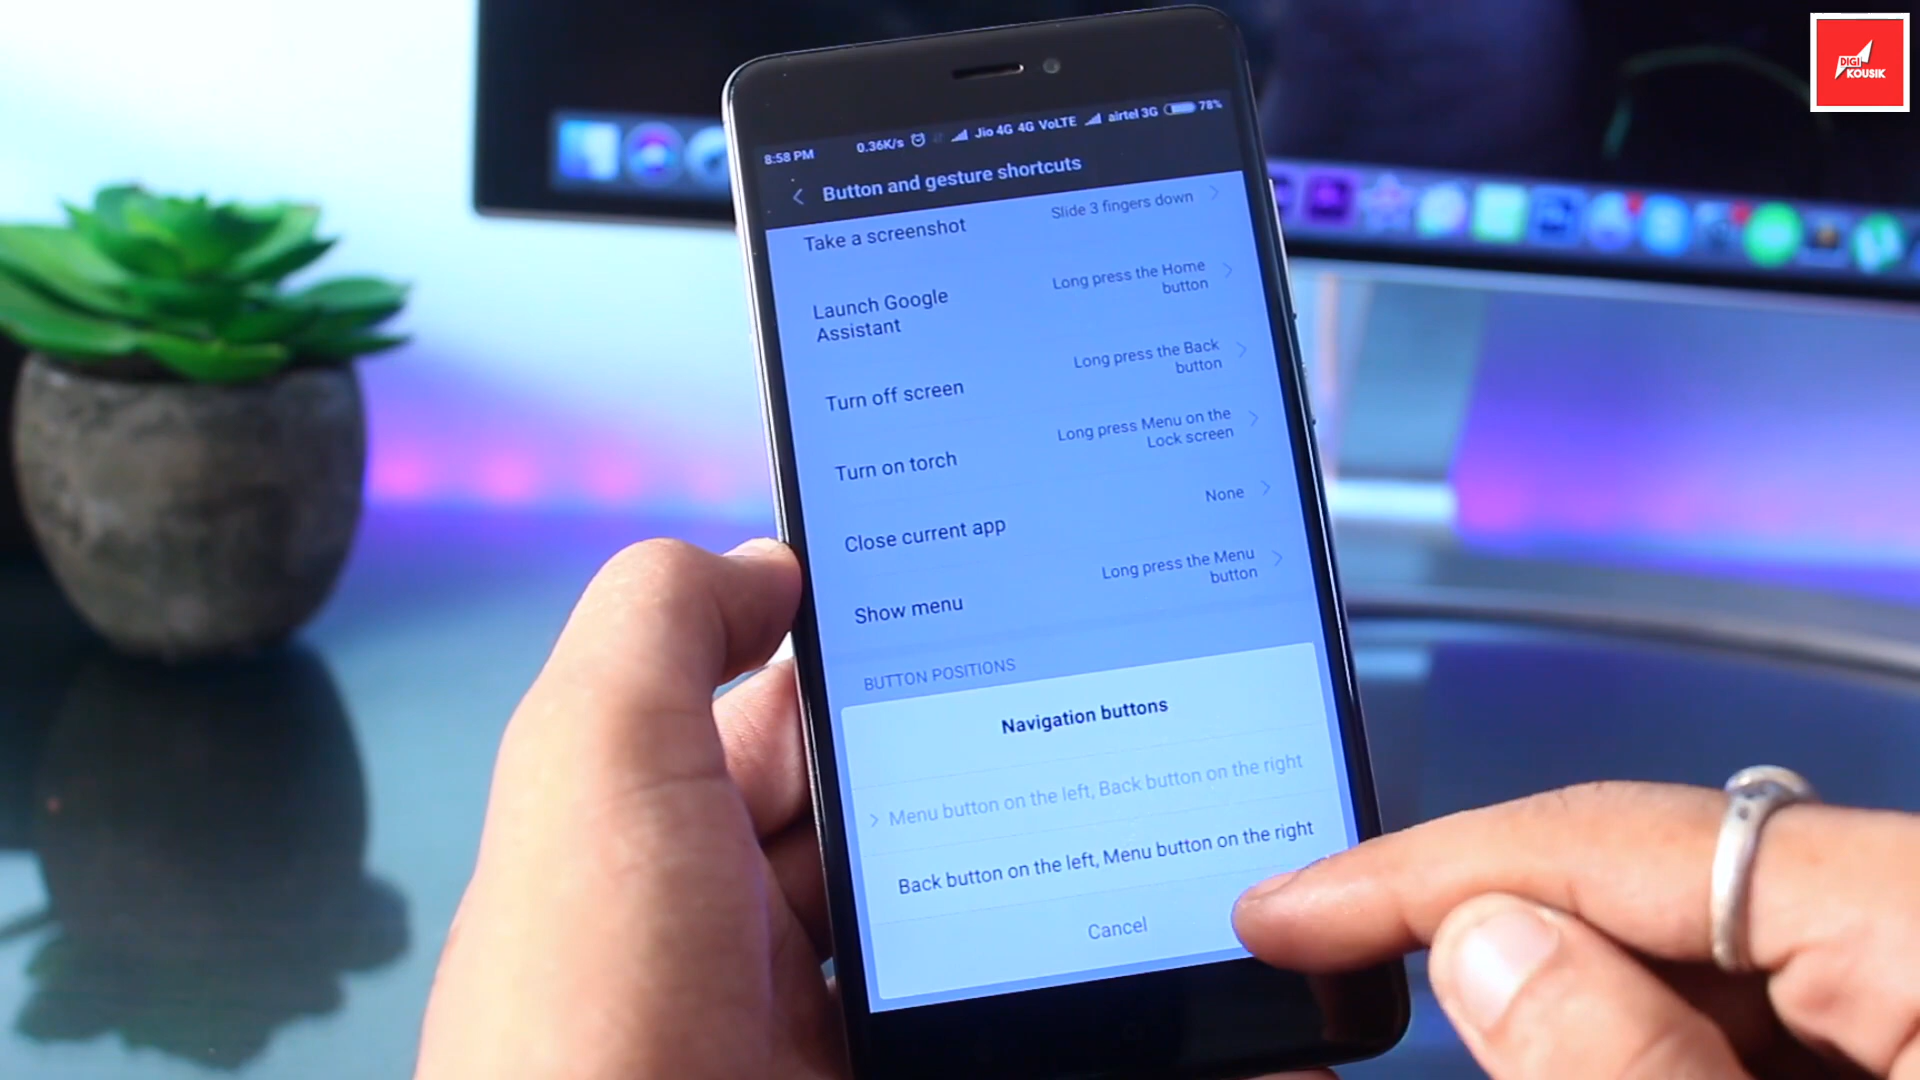 DIGI
KOUSIK
8:58 PM 0.36K/s Jio 4G 4G VoLTE airtel 3G 78%
Button and gesture shortcuts
Take a screenshot Slide 3 fingers down
Launch Google Assistant Long press the Home button
Turn off screen Long press the Back button
Turn on torch Long press Menu on the Lock screen
Close current app None
Show menu Long press the Menu button
BUTTON POSITIONS
Navigation buttons
Menu button on the left, Back button on the right
Back button on the left, Menu button on the right
Cancel